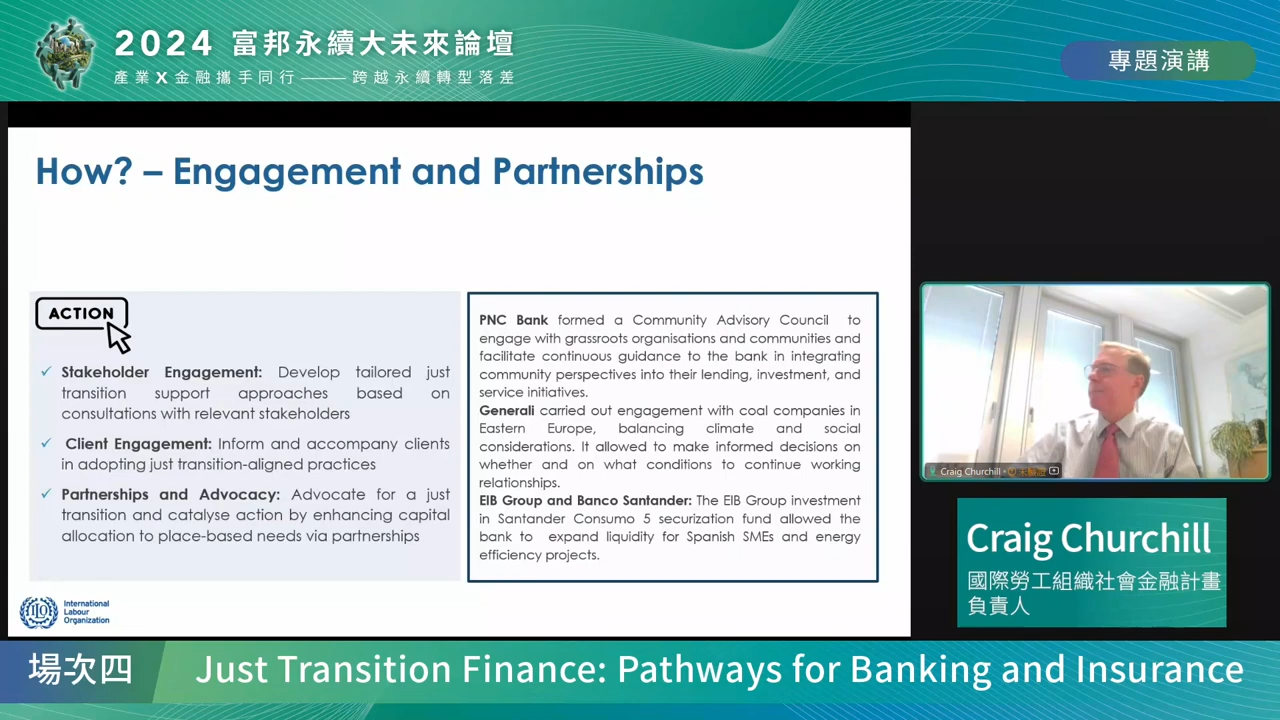 2024 富邦永續大未來論壇
產業X金融攜手同行——跨越永續轉型落差
專題演講
How? – Engagement and Partnerships
ACTION
✓ Stakeholder Engagement: Develop tailored just
transition support approaches based on
consultations with relevant stakeholders
✓ Client Engagement: Inform and accompany clients
in adopting just transition-aligned practices
✓ Partnerships and Advocacy: Advocate for a just
transition and catalyse action by enhancing capital
allocation to place-based needs via partnerships
PNC Bank formed a Community Advisory Council to
engage with grassroots organisations and communities and
facilitate continuous guidance to the bank in integrating
community perspectives into their lending, investment, and
service initiatives.
Generali carried out engagement with coal companies in
Eastern Europe, balancing climate and social
considerations. It allowed to make informed decisions on
whether and on what conditions to continue working
relationships.
EIB Group and Banco Santander: The EIB Group investment
in Santander Consumo 5 securization fund allowed the
bank to expand liquidity for Spanish SMEs and energy
efficiency projects.
ILO
International
Labour
Organization
Craig Churchill
Craig Churchill
國際勞工組織社會金融計畫
負責人
場次四
Just Transition Finance: Pathways for Banking and Insurance